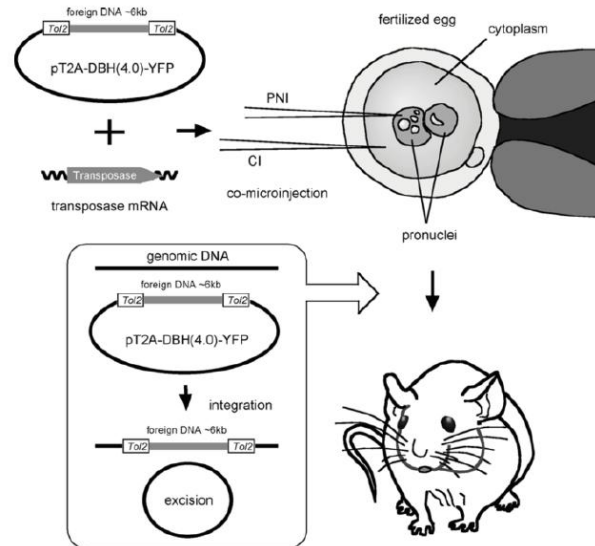 foreign DNA ~6kb
Tol2 Tol2
pT2A-DBH(4.0)-YFP
+
Transposase
transposase mRNA
fertilized egg
cytoplasm
PNI
CI
co-microinjection
pronuclei
genomic DNA
foreign DNA ~6kb
Tol2 Tol2
pT2A-DBH(4.0)-YFP
integration
foreign DNA ~6kb
Tol2 Tol2
excision